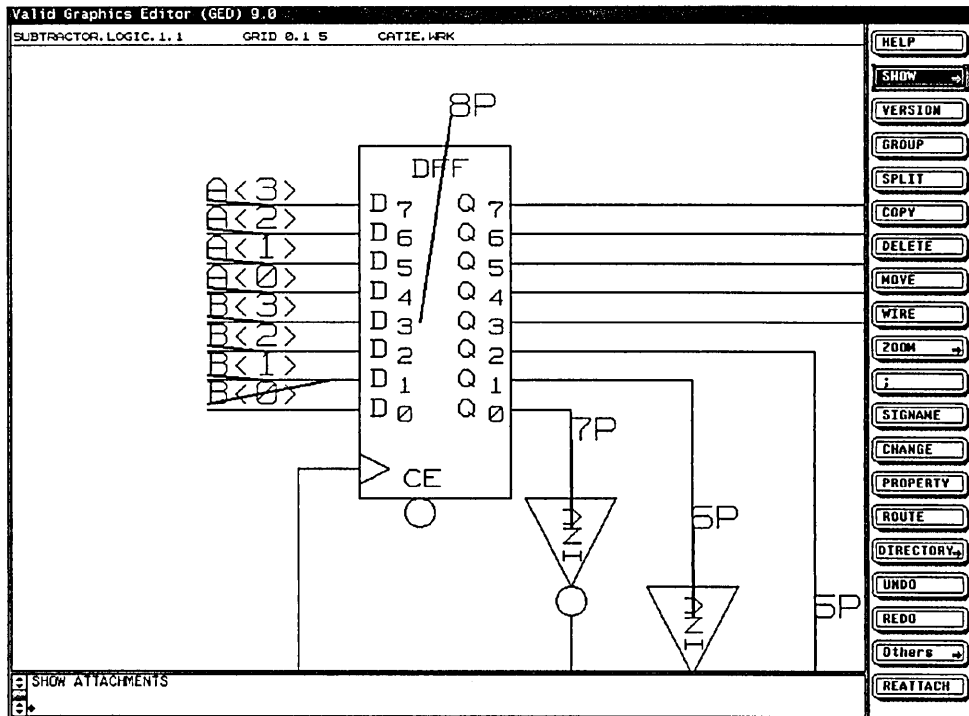 Valid Graphics Editor (GED) 9.0
SUBTRACTOR.LOGIC.1.1 GRID 0.1 5 CATIE.WRK
8P
DFF
A<3> D 7 Q 7
A<2> D 6 Q 6
A<1> D 5 Q 5
A<0> D 4 Q 4
B<3> D 3 Q 3
B<2> D 2 Q 2
B<1> D 1 Q 1
B<0> D 0 Q 0
CE
7P
INV
6P
INV
5P
HELP
SHOW
VERSION
GROUP
SPLIT
COPY
DELETE
MOVE
WIRE
ZOOM
;
SIGNAME
CHANGE
PROPERTY
ROUTE
DIRECTORY
UNDO
REDO
Others
REATTACH
SHOW ATTACHMENTS